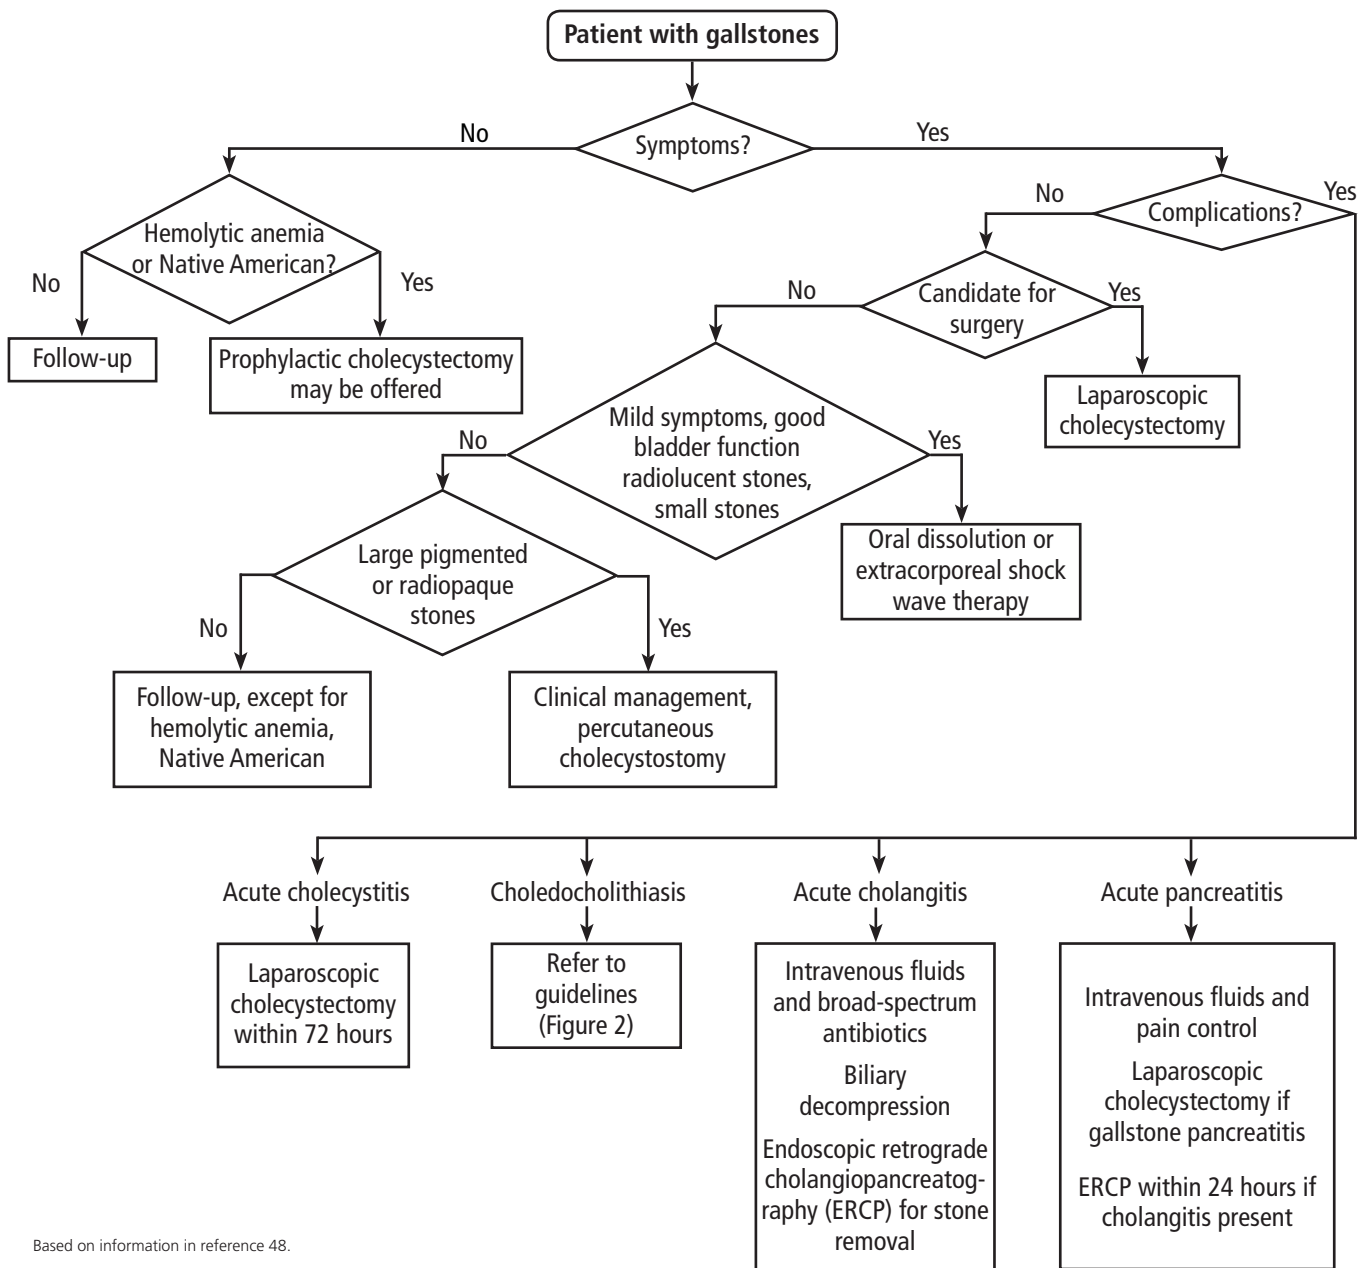 Patient with gallstones
Symptoms?
No
Yes
Hemolytic anemia
or Native American?
No
Yes
Follow-up
Prophylactic cholecystectomy
may be offered
Complications?
No
Yes
Candidate for
surgery
No
Yes
Laparoscopic
cholecystectomy
Mild symptoms, good
bladder function
radiolucent stones,
small stones
No
Yes
Oral dissolution or
extracorporeal shock
wave therapy
Large pigmented
or radiopaque
stones
No
Yes
Follow-up, except for
hemolytic anemia,
Native American
Clinical management,
percutaneous
cholecystostomy
Acute cholecystitis
Laparoscopic
cholecystectomy
within 72 hours
Choledocholithiasis
Refer to
guidelines
(Figure 2)
Acute cholangitis
Intravenous fluids
and broad-spectrum
antibiotics
Biliary
decompression
Endoscopic retrograde
cholangiopancreatog-
raphy (ERCP) for stone
removal
Acute pancreatitis
Intravenous fluids and
pain control
Laparoscopic
cholecystectomy if
gallstone pancreatitis
ERCP within 24 hours if
cholangitis present
Based on information in reference 48.